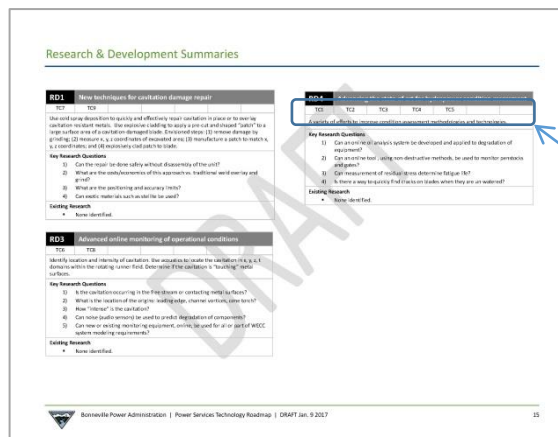 Research & Development Summaries
RD1 New techniques for cavitation damage repair
TC7 TC9
Use cold spray deposition to quickly and effectively repair cavitation in place or to overlay
cavitation resistant metals. Use explosive cladding to apply a pre-cut and shaped "patch" to a
large surface area of a cavitation damaged blade. Envisioned steps: (1) remove damage by
grinding; (2) measure x, y, z coordinates of excavated area; (3) manufacture a patch to match x,
y, z coordinates; and (4) explosively clad patch to blade.
Key Research Questions
1) Can the repair be done safely without disassembly of the unit?
2) What are the costs/economics of this approach vs. traditional weld overlay and
grind?
3) What are the positioning and accuracy limits?
4) Can exotic materials such as stellite be used?
Existing Research
• None identified.
RD3 Advanced online monitoring of operational conditions
TC6 TC8
Identify location and intensity of cavitation. Use acoustics to locate the cavitation in x, y, z, t
domains within the rotating runner field. Determine if the cavitation is "touching" metal
surfaces.
Key Research Questions
1) Is the cavitation occurring in the free stream or contacting metal surfaces?
2) What is the location of the origins: leading edge, channel vortices, cone torch?
3) How "intense" is the cavitation?
4) Can noise (audio sensors) be used to predict degradation of components?
5) Can new or existing monitoring equipment, online, be used for all or part of WECC
system modeling requirements?
Existing Research
• None identified.
RD4
TC1 TC2 TC3 TC4 TC5
A variety of efforts to improve condition assessment methodologies and technologies.
Key Research Questions
1) Can an online oil analysis system be developed and applied to degradation of
equipment?
2) Can an online tool, using non-destructive methods, be used to monitor penstocks
and gates?
3) Can measurement of residual stress determine fatigue life?
4) Is there a way to quickly find cracks on blades when they are un-watered?
Existing Research
• None identified.
DRAFT
Bonneville Power Administration | Power Services Technology Roadmap | DRAFT Jan. 9 2017 15